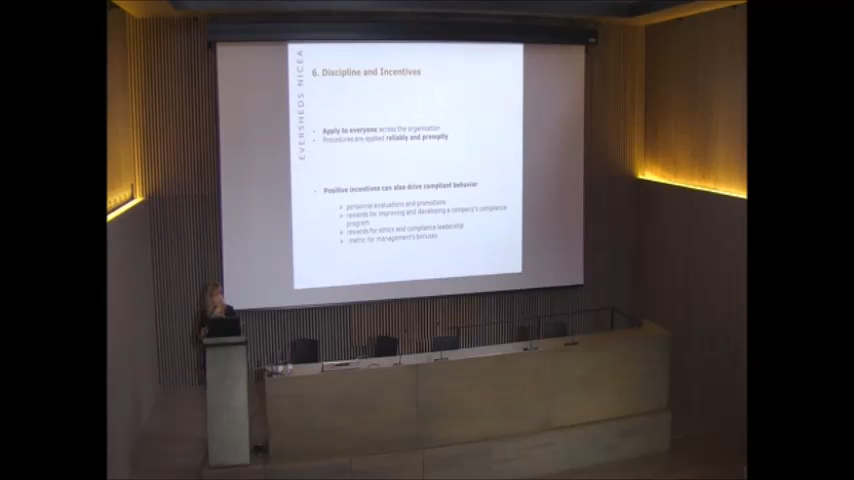 EVERSHEDS NICEA
6. Discipline and Incentives
Apply to everyone across the organisation
Procedures are applied reliably and promptly
Positive incentives can also drive compliant behavior
personnel evaluations and promotions
rewards for improving and developing a company's compliance
program
rewards for ethics and compliance leadership
metric for management's bonuses